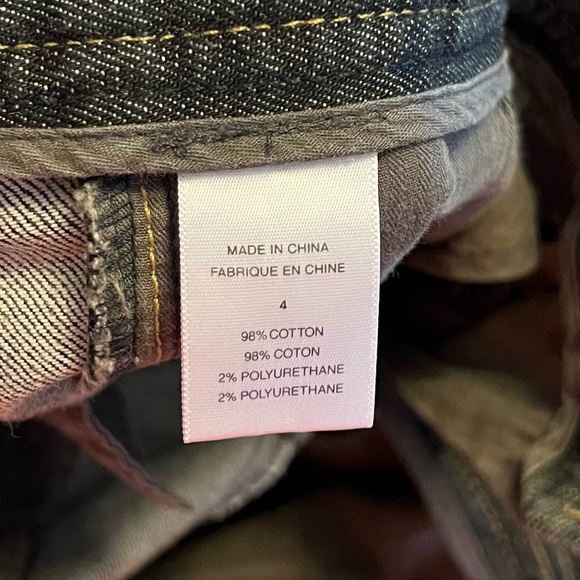 MADE IN CHINA
FABRIQUE EN CHINE
4
98% COTTON
98% COTON
2% POLYURETHANE
2% POLYURETHANE